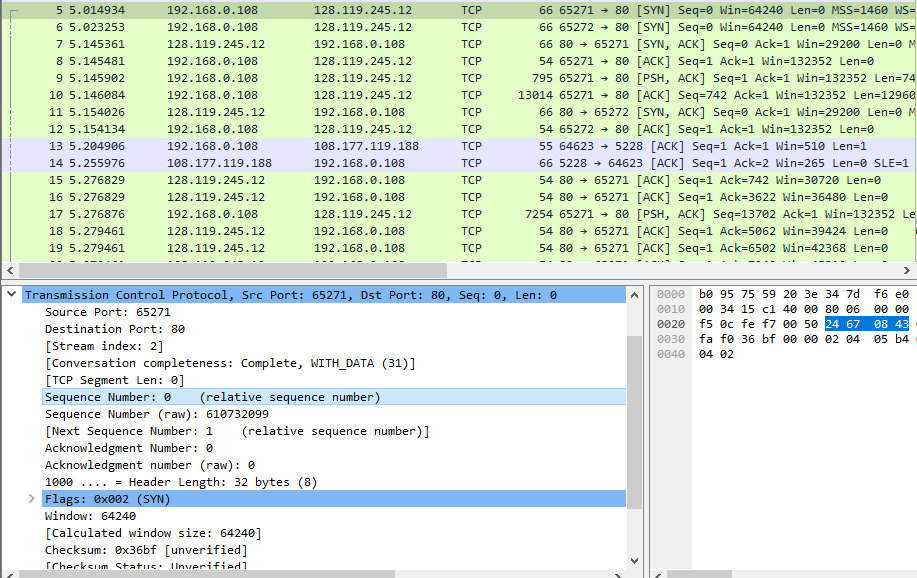 5 5.014934 192.168.0.108 128.119.245.12 TCP 66 65271 → 80 [SYN] Seq=0 Win=64240 Len=0 MSS=1460 WS=
6 5.023253 192.168.0.108 128.119.245.12 TCP 66 65272 → 80 [SYN] Seq=0 Win=64240 Len=0 MSS=1460 WS=
7 5.145361 128.119.245.12 192.168.0.108 TCP 66 80 → 65271 [SYN, ACK] Seq=0 Ack=1 Win=29200 Len=0 M
8 5.145481 192.168.0.108 128.119.245.12 TCP 54 65271 → 80 [ACK] Seq=1 Ack=1 Win=132352 Len=0
9 5.145902 192.168.0.108 128.119.245.12 TCP 795 65271 → 80 [PSH, ACK] Seq=1 Ack=1 Win=132352 Len=74
10 5.146084 192.168.0.108 128.119.245.12 TCP 13014 65271 → 80 [ACK] Seq=742 Ack=1 Win=132352 Len=12960
11 5.154026 128.119.245.12 192.168.0.108 TCP 66 80 → 65272 [SYN, ACK] Seq=0 Ack=1 Win=29200 Len=0 M
12 5.154134 192.168.0.108 128.119.245.12 TCP 54 65272 → 80 [ACK] Seq=1 Ack=1 Win=132352 Len=0
13 5.204906 192.168.0.108 108.177.119.188 TCP 55 64623 → 5228 [ACK] Seq=1 Ack=1 Win=510 Len=1
14 5.255976 108.177.119.188 192.168.0.108 TCP 66 5228 → 64623 [ACK] Seq=1 Ack=2 Win=265 Len=0 SLE=1
15 5.276829 128.119.245.12 192.168.0.108 TCP 54 80 → 65271 [ACK] Seq=1 Ack=742 Win=30720 Len=0
16 5.276829 128.119.245.12 192.168.0.108 TCP 54 80 → 65271 [ACK] Seq=1 Ack=3622 Win=36480 Len=0
17 5.276876 192.168.0.108 128.119.245.12 TCP 7254 65271 → 80 [PSH, ACK] Seq=13702 Ack=1 Win=132352 Le
18 5.279461 128.119.245.12 192.168.0.108 TCP 54 80 → 65271 [ACK] Seq=1 Ack=5062 Win=39424 Len=0
19 5.279461 128.119.245.12 192.168.0.108 TCP 54 80 → 65271 [ACK] Seq=1 Ack=6502 Win=42368 Len=0
Transmission Control Protocol, Src Port: 65271, Dst Port: 80, Seq: 0, Len: 0
Source Port: 65271
Destination Port: 80
[Stream index: 2]
[Conversation completeness: Complete, WITH_DATA (31)]
[TCP Segment Len: 0]
Sequence Number: 0 (relative sequence number)
Sequence Number (raw): 610732099
[Next Sequence Number: 1 (relative sequence number)]
Acknowledgment Number: 0
Acknowledgment number (raw): 0
1000 .... = Header Length: 32 bytes (8)
Flags: 0x002 (SYN)
Window: 64240
[Calculated window size: 64240]
Checksum: 0x36bf [unverified]
[Checksum Status: Unverified]
0000 b0 95 75 59 20 3e 34 7d f6 e0
0010 00 34 15 c1 40 00 80 06 00 00
0020 f5 0c fe f7 00 50 24 67 08 43
0030 fa f0 36 bf 00 00 02 04 05 b4
0040 04 02